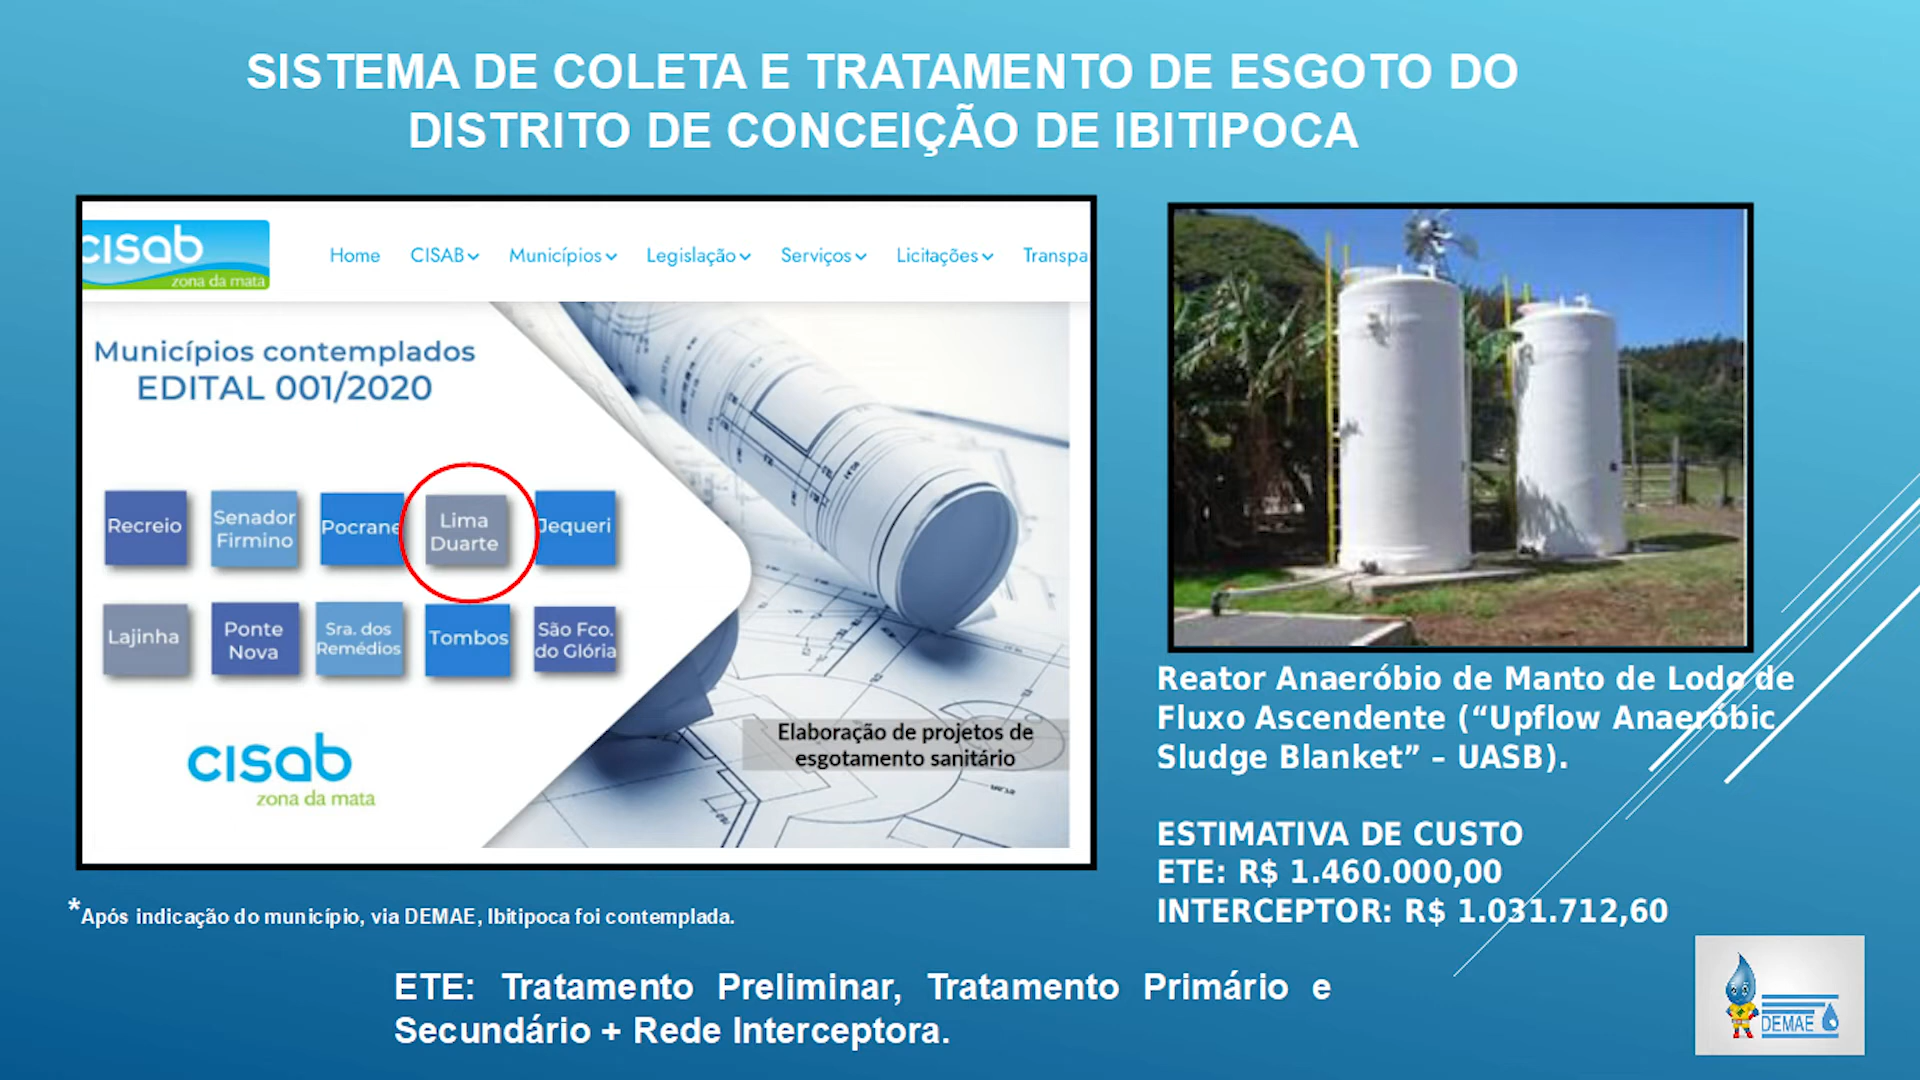 SISTEMA DE COLETA E TRATAMENTO DE ESGOTO DO
DISTRITO DE CONCEIÇÃO DE IBITIPOCA
cisab
zona da mata
Home CISAB Municípios Legislação Serviços Licitações Transpa
Municípios contemplados
EDITAL 001/2020
Recreio
Senador
Firmino
Pocrane
Lima
Duarte
Jequeri
Lajinha
Ponte
Nova
Sra. dos
Remédios
Tombos
São Fco.
do Glória
cisab
zona da mata
Elaboração de projetos de
esgotamento sanitário
*Após indicação do município, via DEMAE, Ibitipoca foi contemplada.
Reator Anaeróbio de Manto de Lodo de
Fluxo Ascendente (“Upflow Anaeróbic
Sludge Blanket” – UASB).
ESTIMATIVA DE CUSTO
ETE: R$ 1.460.000,00
INTERCEPTOR: R$ 1.031.712,60
ETE: Tratamento Preliminar, Tratamento Primário e
Secundário + Rede Interceptora.
DEMAE